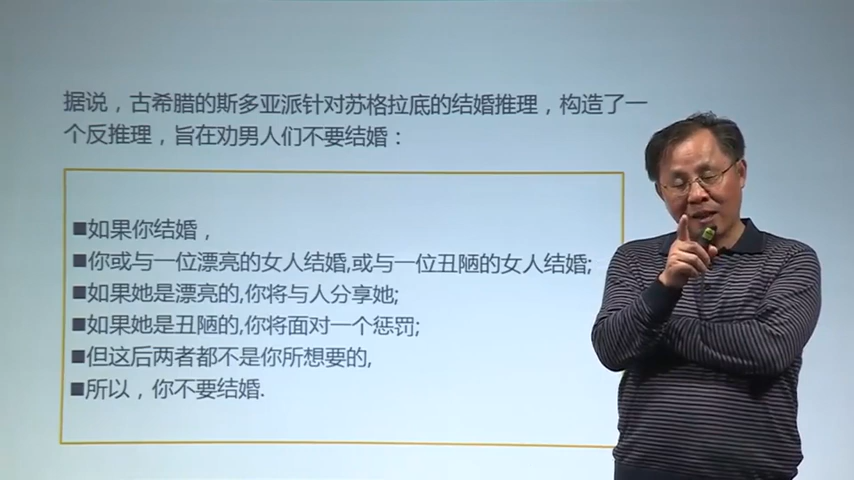 据说，古希腊的斯多亚派针对苏格拉底的结婚推理，构造了一
个反推理，旨在劝男人们不要结婚：
■如果你结婚，
■你或与一位漂亮的女人结婚,或与一位丑陋的女人结婚;
■如果她是漂亮的,你将与人分享她;
■如果她是丑陋的,你将面对一个惩罚;
■但这后两者都不是你所想要的,
■所以，你不要结婚.